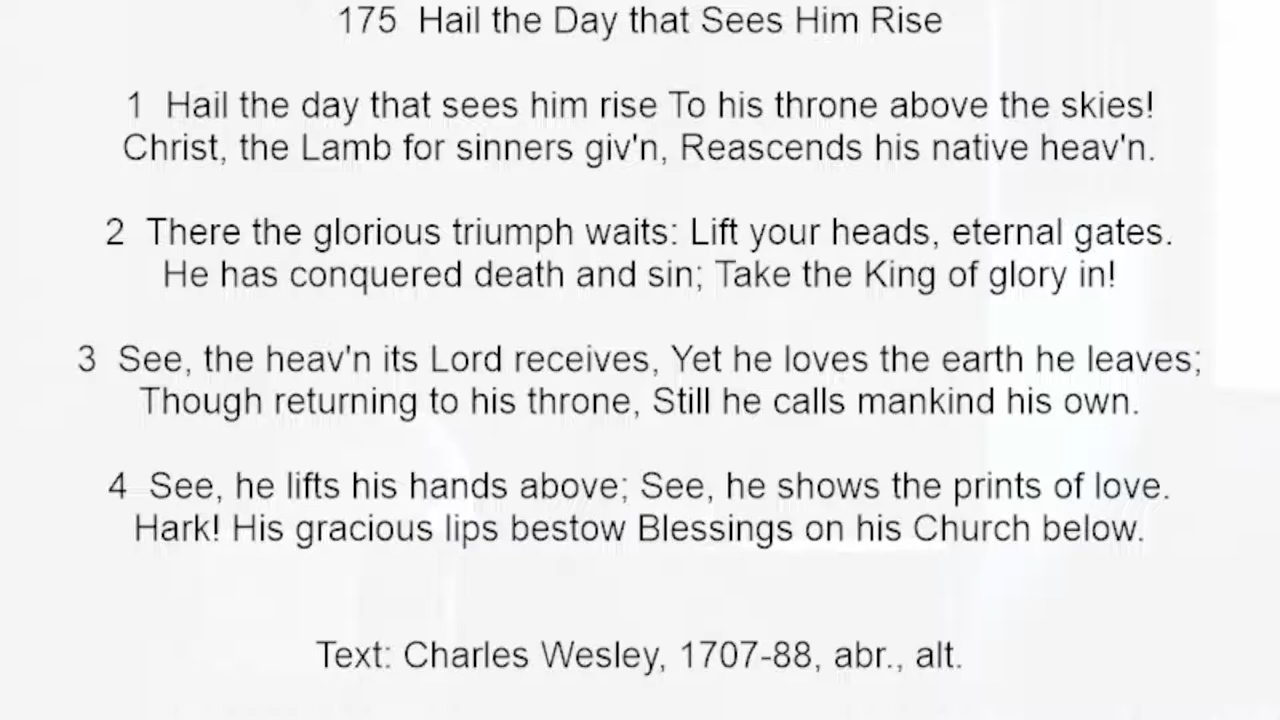 175 Hail the Day that Sees Him Rise
1 Hail the day that sees him rise To his throne above the skies!
Christ, the Lamb for sinners giv'n, Reascends his native heav'n.
2 There the glorious triumph waits: Lift your heads, eternal gates.
He has conquered death and sin; Take the King of glory in!
3 See, the heav'n its Lord receives, Yet he loves the earth he leaves;
Though returning to his throne, Still he calls mankind his own.
4 See, he lifts his hands above; See, he shows the prints of love.
Hark! His gracious lips bestow Blessings on his Church below.
Text: Charles Wesley, 1707-88, abr., alt.